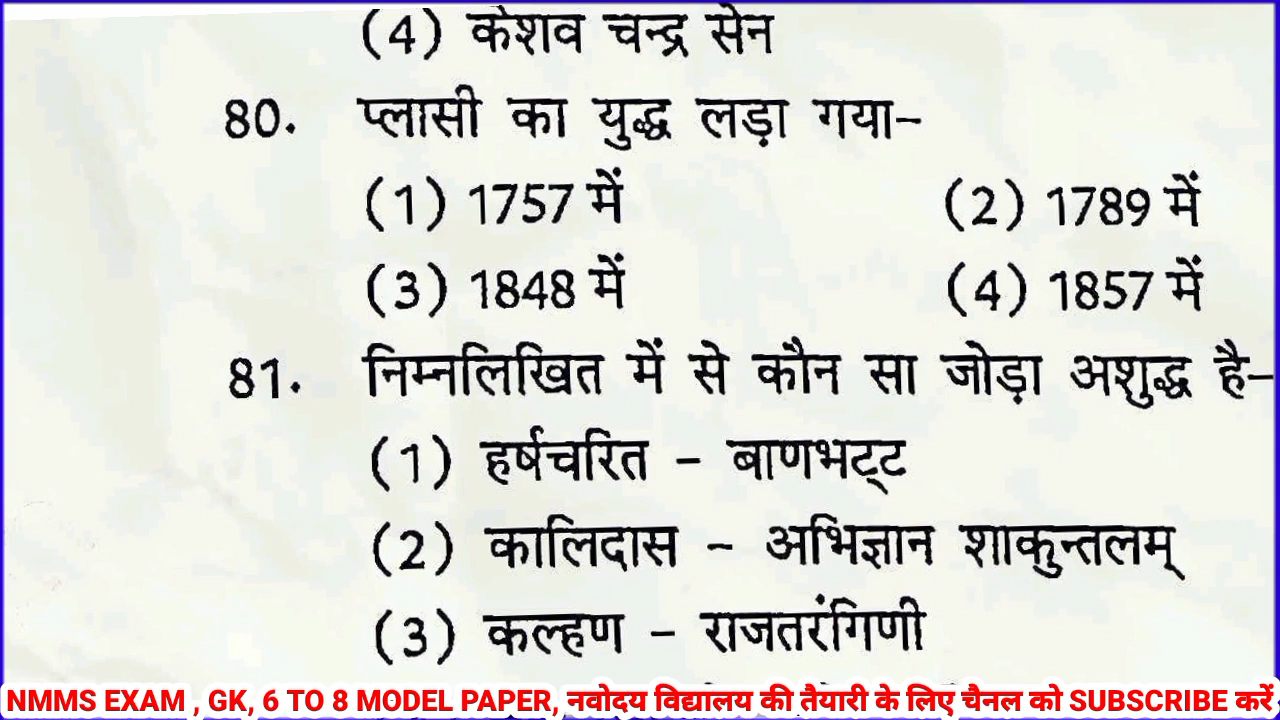 (4) केशव चन्द्र सेन
80. प्लासी का युद्ध लड़ा गया-
(1) 1757 में (2) 1789 में
(3) 1848 में (4) 1857 में
81. निम्नलिखित में से कौन सा जोड़ा अशुद्ध है-
(1) हर्षचरित - बाणभट्ट
(2) कालिदास - अभिज्ञान शाकुन्तलम्
(3) कल्हण - राजतरंगिणी
NMMS EXAM , GK, 6 TO 8 MODEL PAPER, नवोदय विद्यालय की तैयारी के लिए चैनल को SUBSCRIBE करें